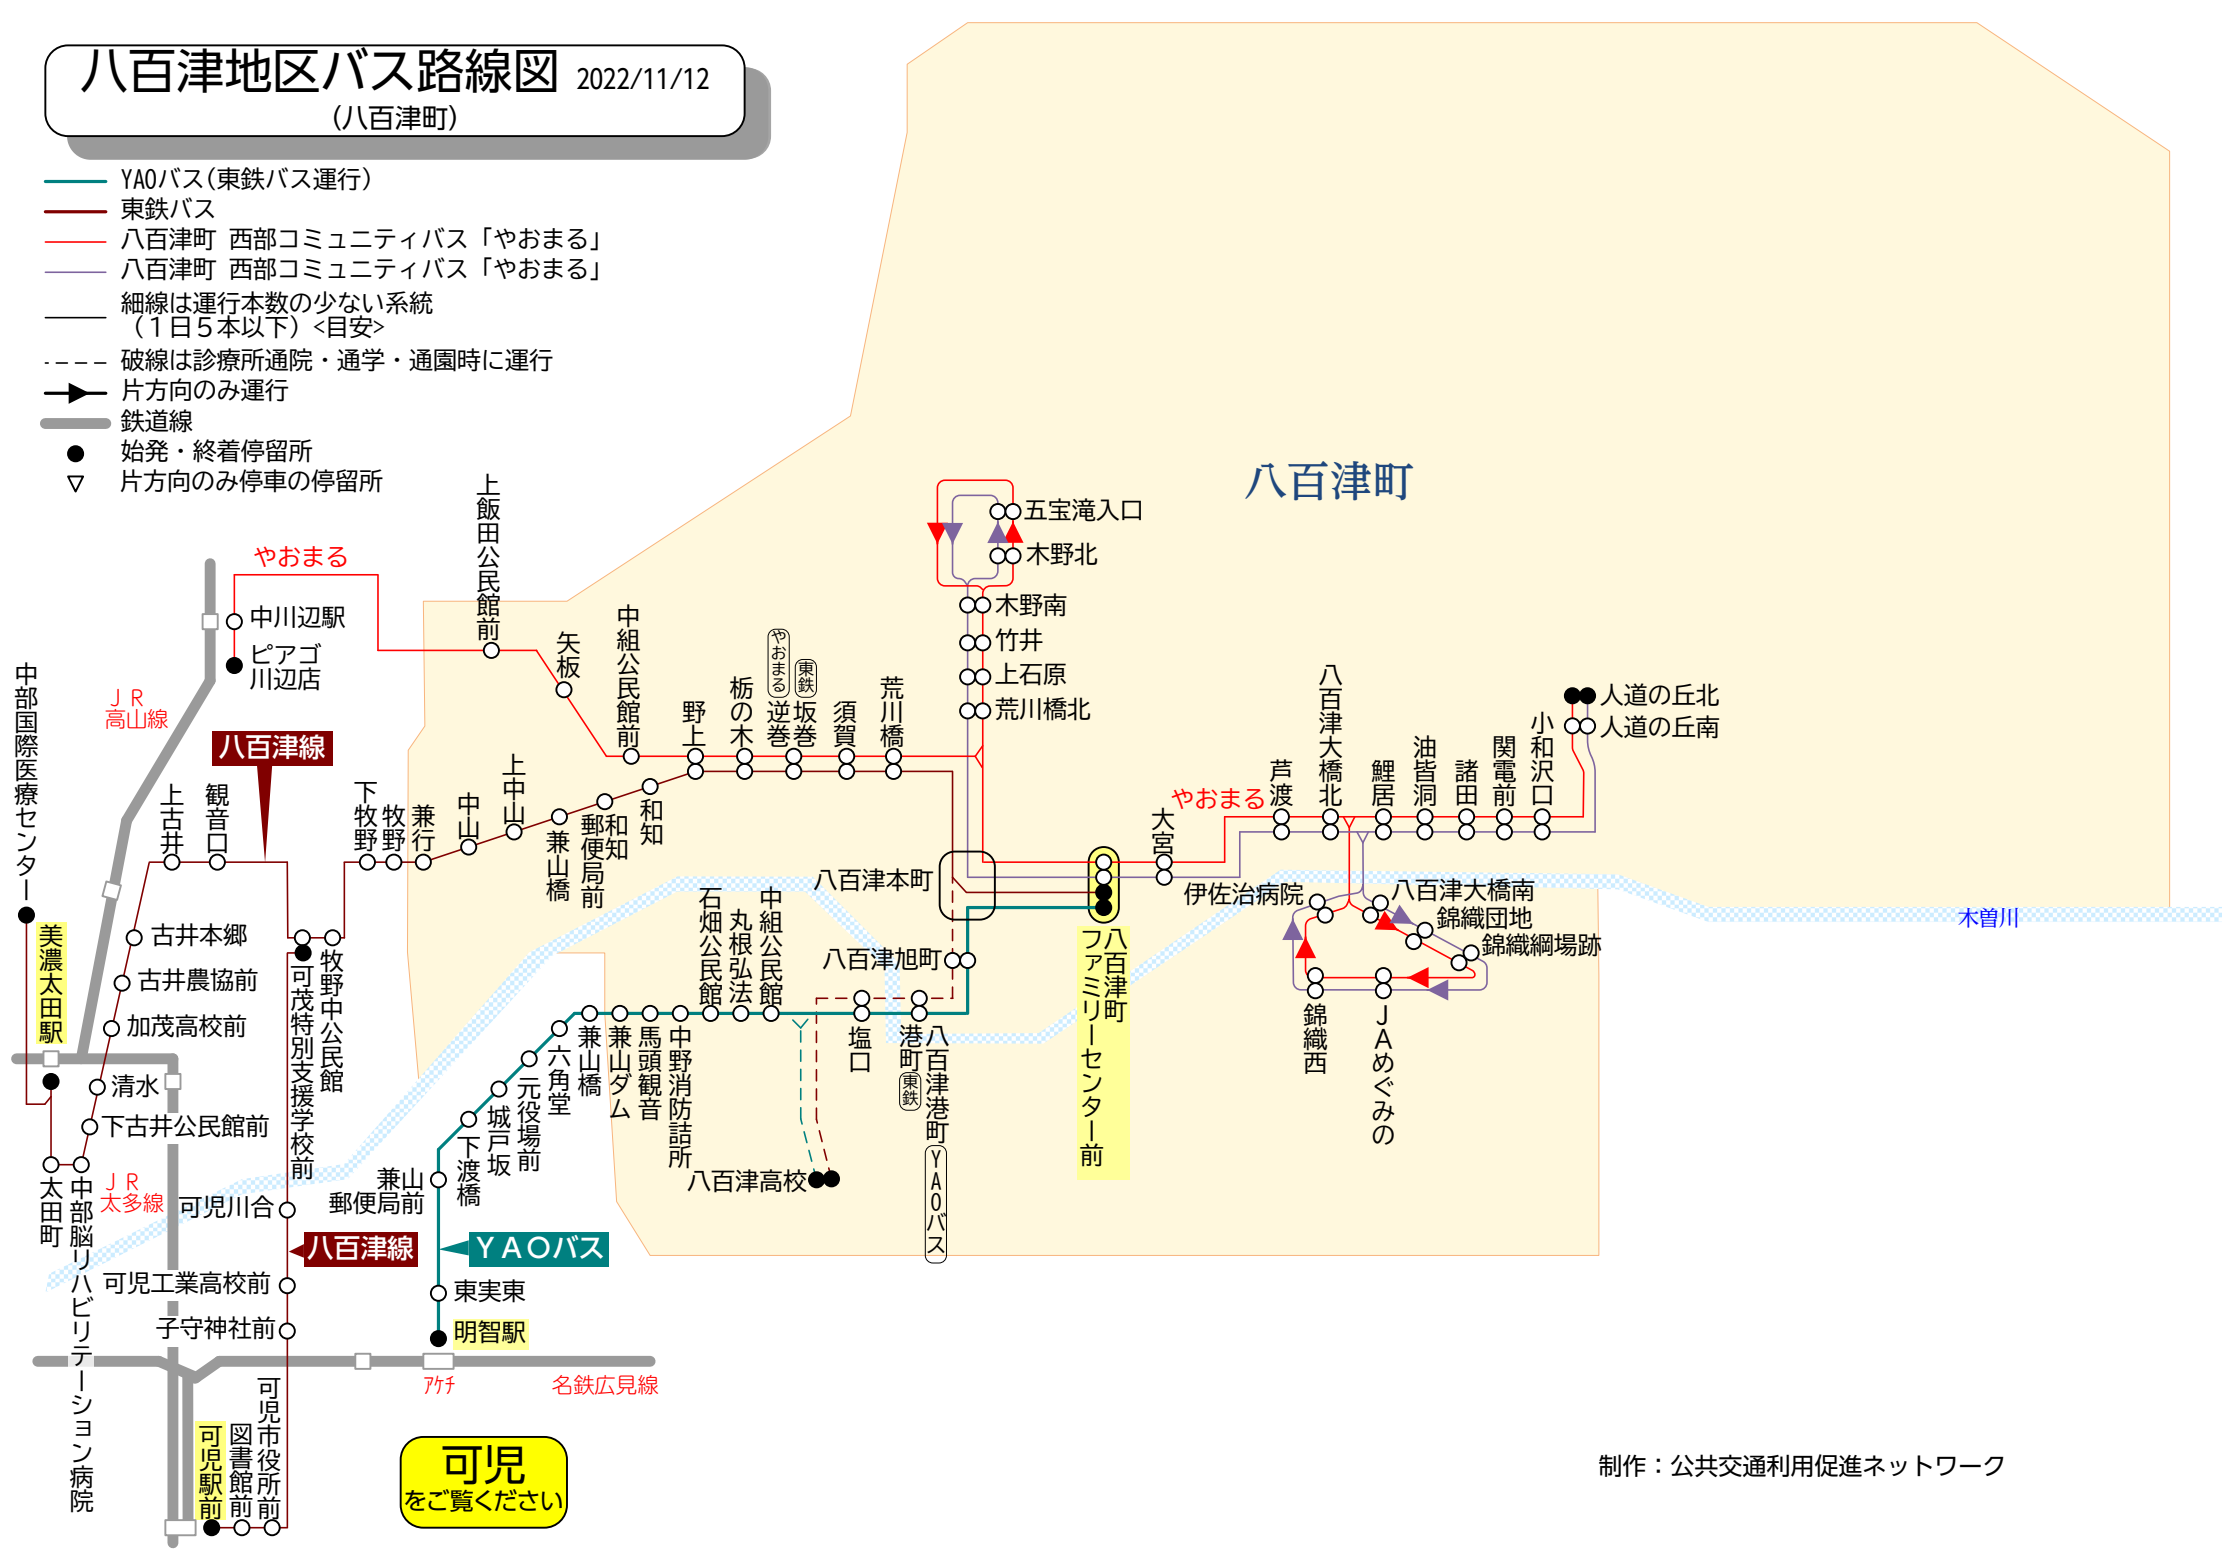 八百津地区バス路線図 2022/11/12
(八百津町)
YAOバス(東鉄バス運行)
東鉄バス
八百津町 西部コミュニティバス「やおまる」
八百津町 西部コミュニティバス「やおまる」
細線は運行本数の少ない系統
（１日５本以下）<目安>
破線は診療所通院・通学・通園時に運行
片方向のみ運行
鉄道線
始発・終着停留所
片方向のみ停車の停留所
八百津町
やおまる
中川辺駅
ピアゴ
川辺店
上飯田公民館前
矢板
中組公民館前
野上
栃の木
やおまる
逆巻
東鉄
坂巻
須賀
荒川橋
五宝滝入口
木野北
木野南
竹井
上石原
荒川橋北
中部国際医療センター
ＪＲ
高山線
八百津線
上古井
観音口
下牧野
牧野
兼行
中山
上中山
兼山橋
和知
郵便局前
和知
八百津本町
大宮
やおまる
芦渡
八百津大橋北
鯉居
油皆洞
諸田
関電前
小和沢口
人道の丘北
人道の丘南
伊佐治病院
八百津大橋南
錦織団地
錦織綱場跡
錦織西
ＪＡめぐみの
木曽川
美濃太田駅
古井本郷
古井農協前
加茂高校前
清水
下古井公民館前
太田町
中部脳リハビリテーション病院
ＪＲ
太多線
可茂特別支援学校前
牧野中公民館
石畑公民館
丸根弘法
中組公民館
八百津旭町
塩口
港町
東鉄
八百津港町
YAOバス
八百津町
ファミリーセンター前
八百津高校
中野消防詰所
馬頭観音
兼山ダム
兼山橋
六角堂
元役場前
城戸坂
下渡橋
兼山
郵便局前
可児川合
八百津線
ＹＡＯバス
可児工業高校前
東実東
子守神社前
明智駅
ｱｹﾁ
名鉄広見線
可児市役所前
図書館前
可児駅前
可児
をご覧ください
制作：公共交通利用促進ネットワーク